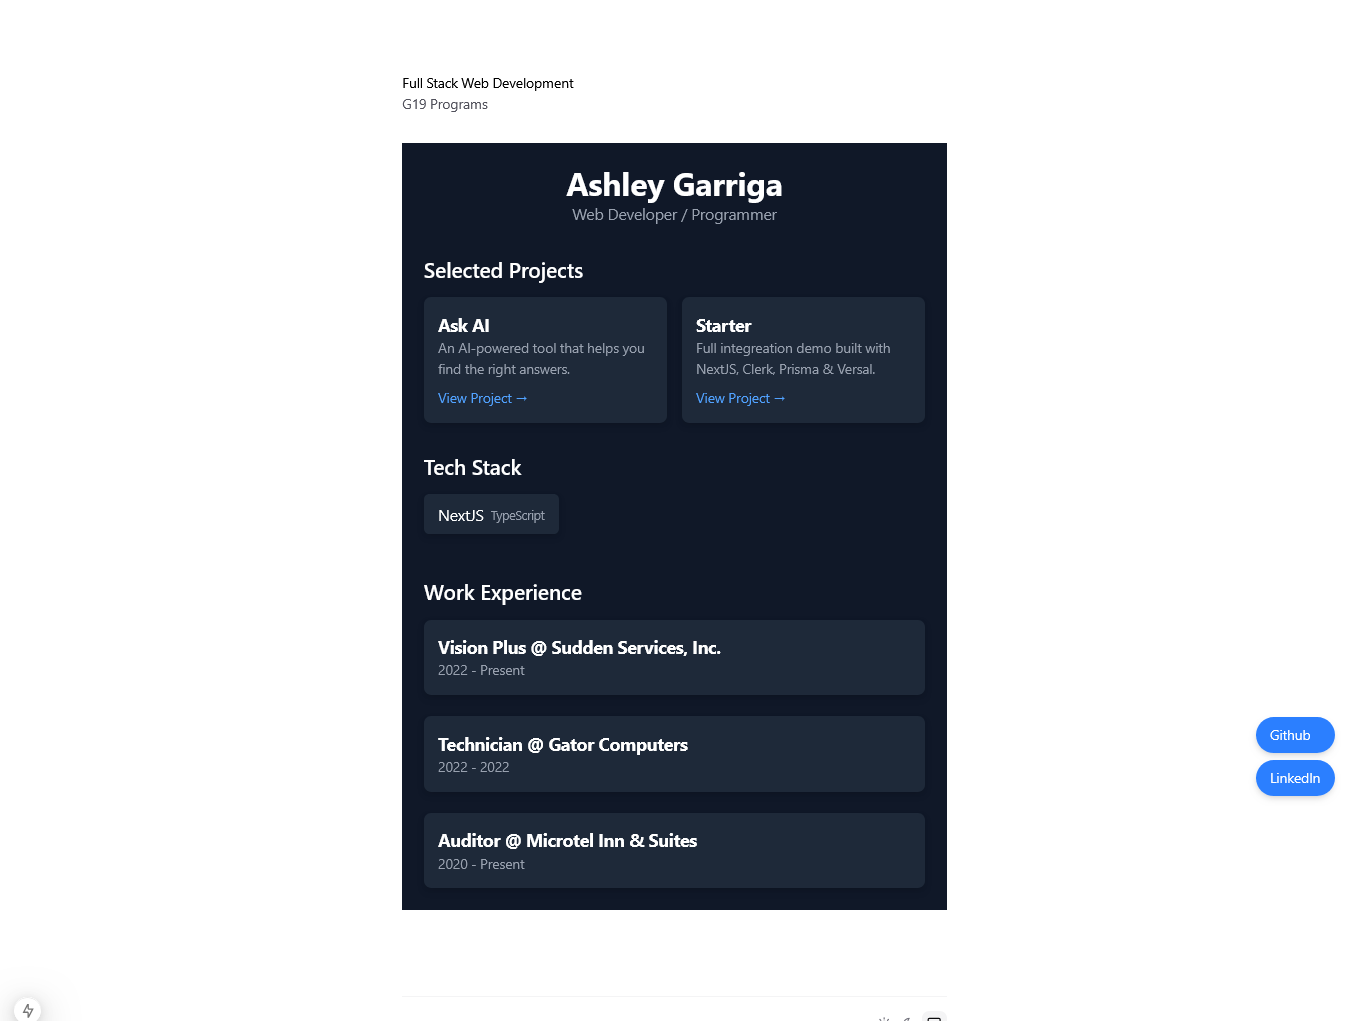 Full Stack Web Development
G19 Programs
Ashley Garriga
Web Developer / Programmer
Selected Projects
Ask AI
An AI-powered tool that helps you
find the right answers.
View Project →
Starter
Full integreation demo built with
NextJS, Clerk, Prisma & Versal.
View Project →
Tech Stack
NextJS TypeScript
Work Experience
Vision Plus @ Sudden Services, Inc.
2022 - Present
Technician @ Gator Computers
2022 - 2022
Auditor @ Microtel Inn & Suites
2020 - Present
Github
LinkedIn